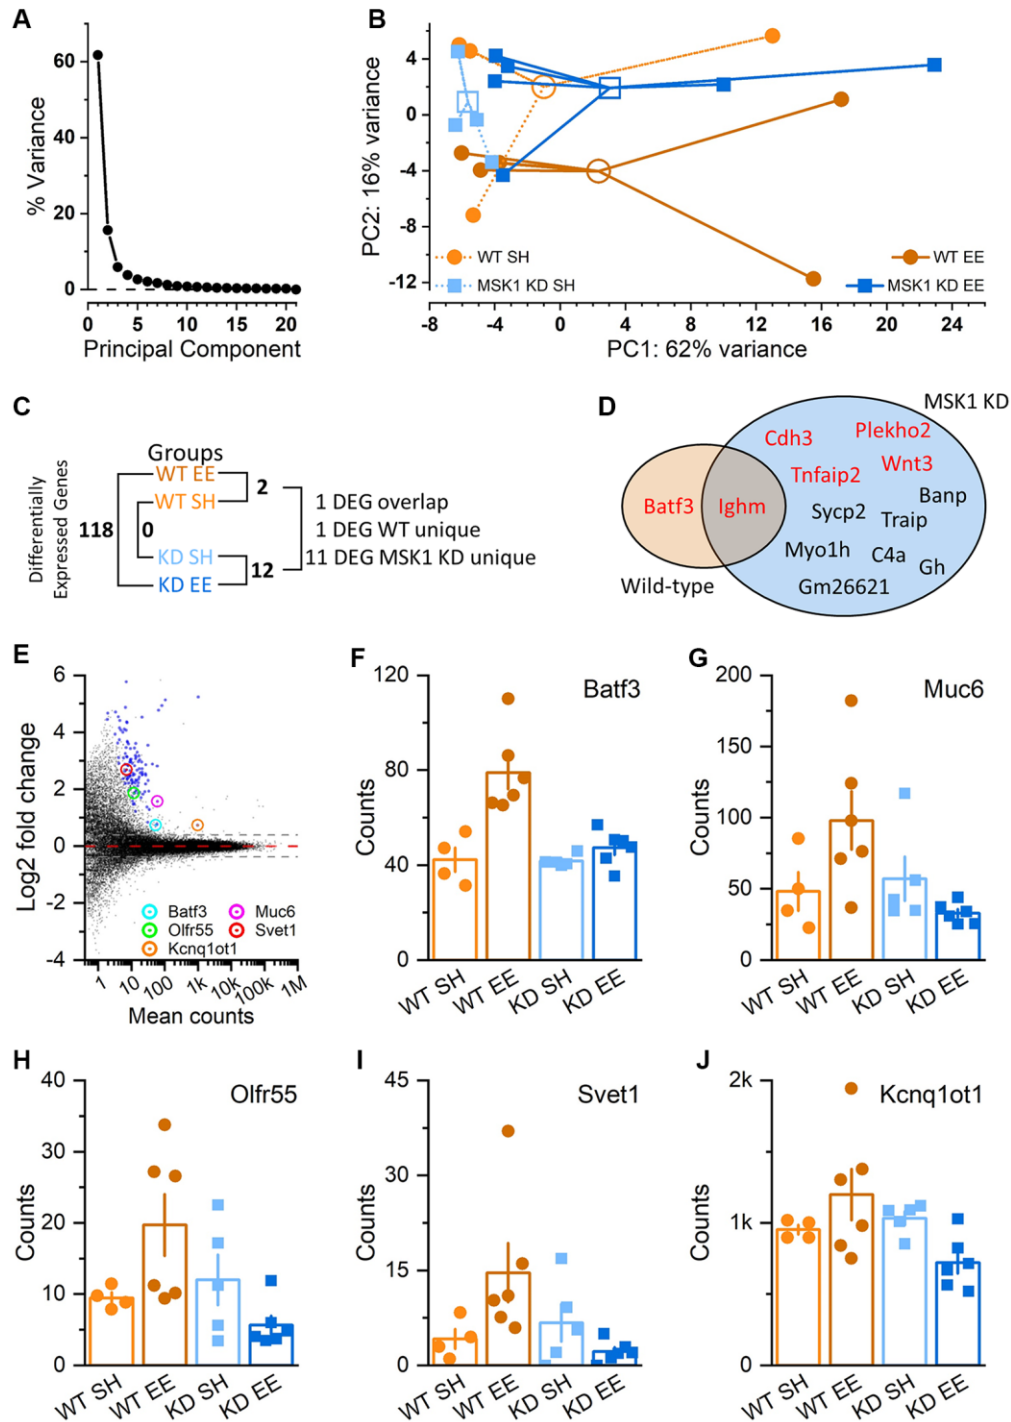 A
% Variance
60
40
20
0
0 5 10 15 20
Principal Component
B
PC2: 16% variance
4
0
-4
-8
-12
WT SH
MSK1 KD SH
WT EE
MSK1 KD EE
-8 -4 0 4 8 12 16 20 24
PC1: 62% variance
C
Differentially
Expressed Genes
Groups
WT EE
WT SH
KD SH
KD EE
118
0
2
12
1 DEG overlap
1 DEG WT unique
11 DEG MSK1 KD unique
D
MSK1 KD
Cdh3
Plekho2
Tnfaip2
Wnt3
Batf3
Ighm
Sycp2
Banp
Traip
Myo1h
C4a
Gh
Gm26621
Wild-type
E
Log2 fold change
6
4
2
0
-2
-4
Batf3
Muc6
Olfr55
Svet1
Kcnq1ot1
1 10 100 1k 10k 100k 1M
Mean counts
F
Batf3
Counts
120
80
40
0
WT SH WT EE KD SH KD EE
G
Muc6
Counts
200
150
100
50
0
WT SH WT EE KD SH KD EE
H
Olfr55
Counts
40
30
20
10
0
WT SH WT EE KD SH KD EE
I
Svet1
Counts
45
30
15
0
WT SH WT EE KD SH KD EE
J
Kcnq1ot1
Counts
2k
1k
0
WT SH WT EE KD SH KD EE